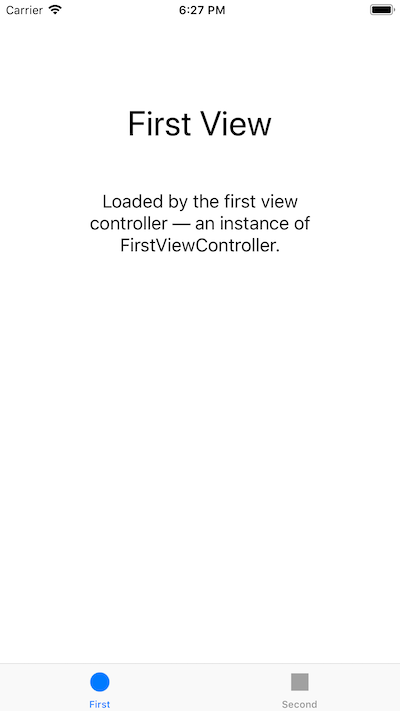 Carrier 6:27 PM
First View
Loaded by the first view
controller — an instance of
FirstViewController.
First Second